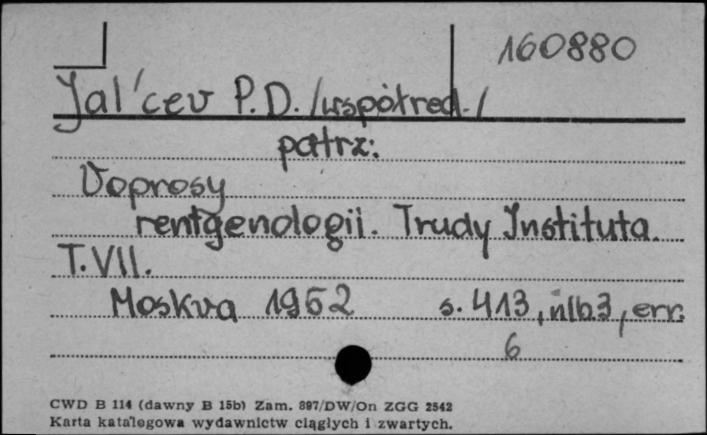 160880
Jal'cev P.D. /współred./
patrz:
Voprosy
rentgenologii. Trudy Instituta.
T.VII.
Moskva 1952 s. 413, nlb 3, err.
6
CWD B 114 (dawny B 15b) Zam. 897/DW/On ZGG 2542
Karta katalogowa wydawnictw ciągłych i zwartych.